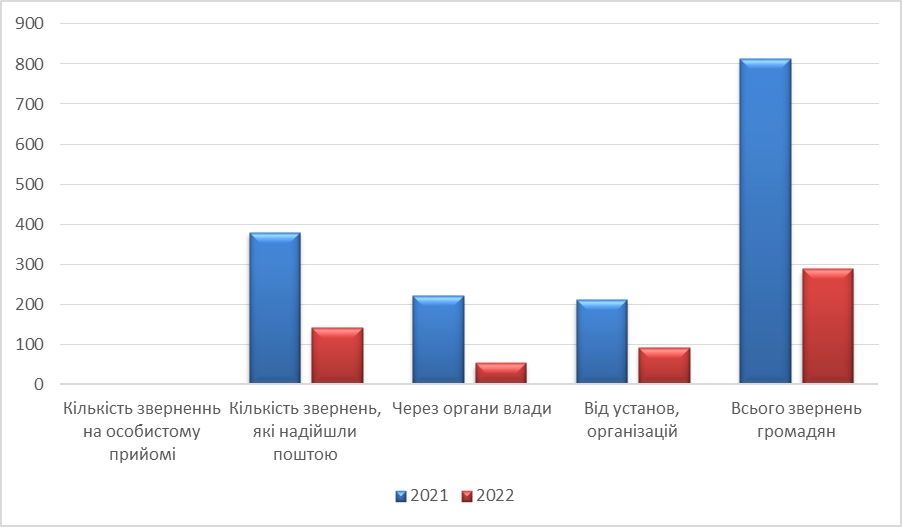 900
800
700
600
500
400
300
200
100
0
Кількість зверненнь
на особистому
прийомі
Кількість звернень,
які надійшли
поштою
Через органи влади
Від установ,
організацій
Всього звернень
громадян
2021
2022